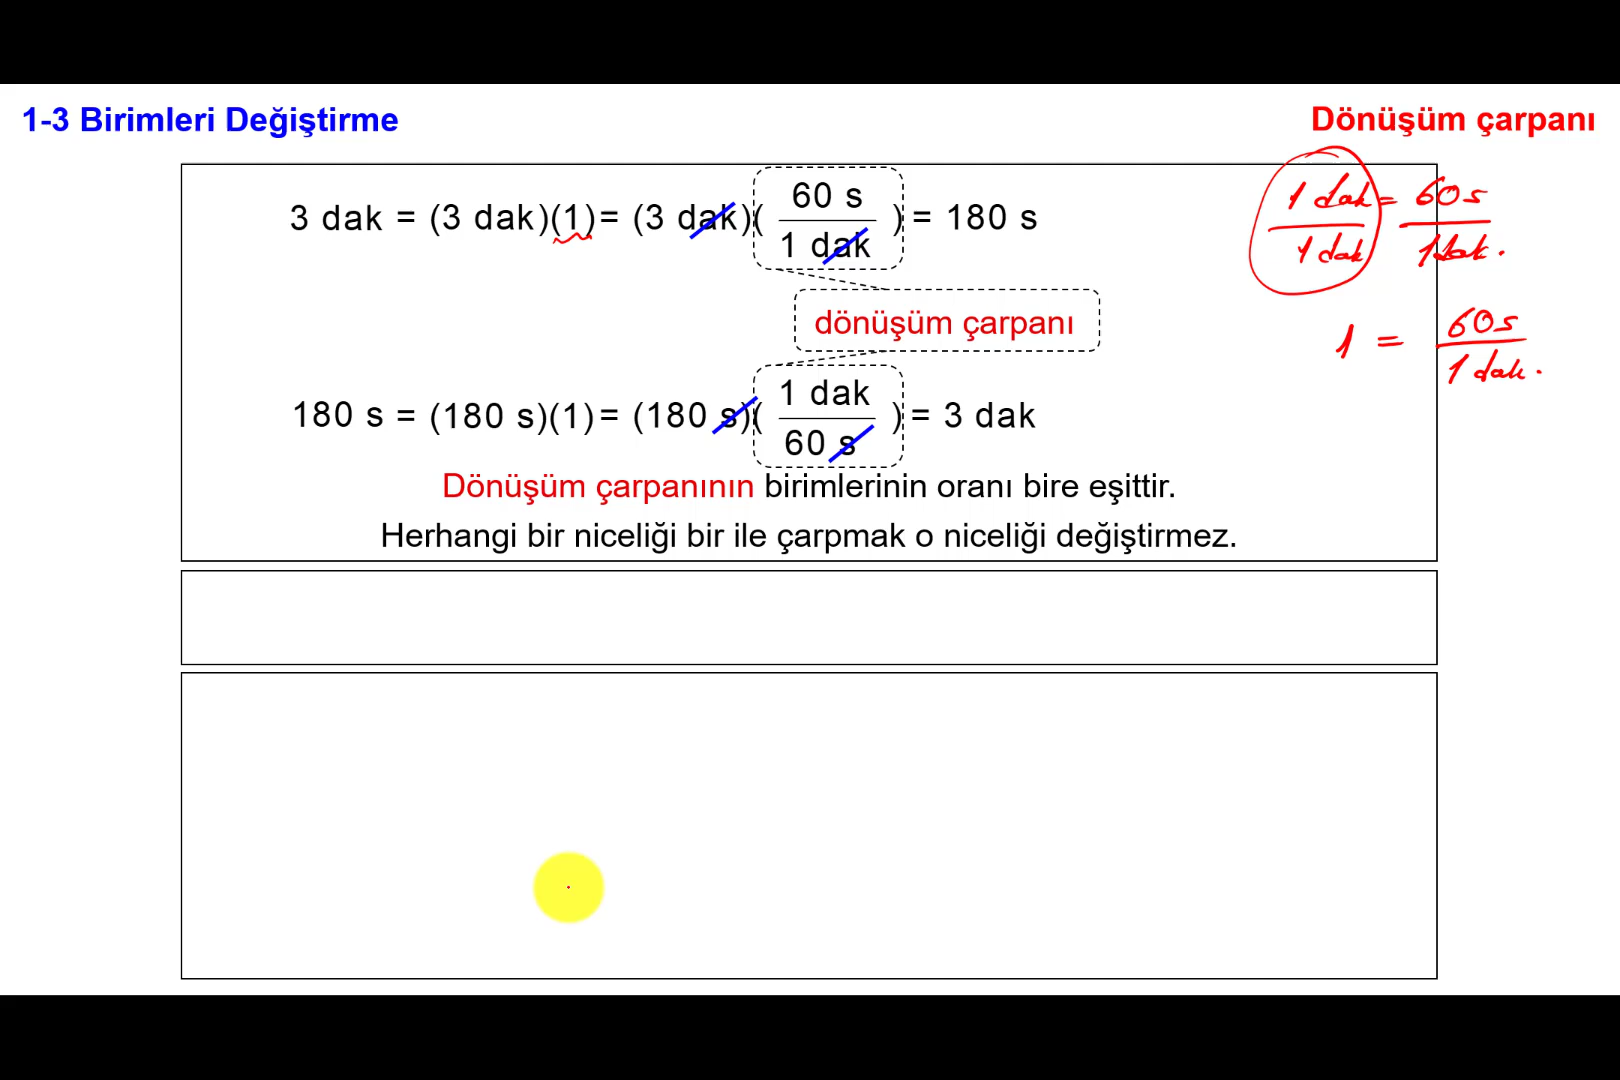 1-3 Birimleri Değiştirme
Dönüşüm çarpanı
3 dak = (3 dak)(1) = (3 dak)(60 s / 1 dak) = 180 s
dönüşüm çarpanı
180 s = (180 s)(1) = (180 s)(1 dak / 60 s) = 3 dak
Dönüşüm çarpanının birimlerinin oranı bire eşittir.
Herhangi bir niceliği bir ile çarpmak o niceliği değiştirmez.
1 dak / 1 dak = 60 s / 1 dak.
1 = 60 s / 1 dak.